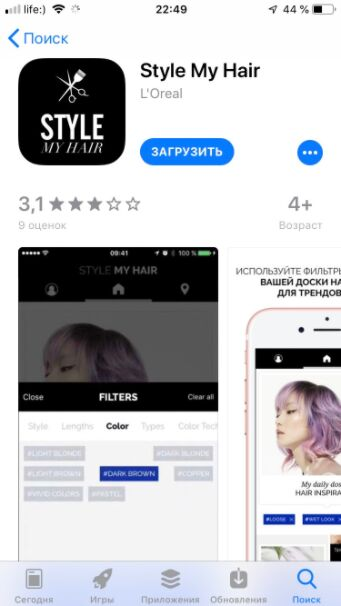 life:) 22:49 44 %
Поиск
Style My Hair
L'Oreal
STYLE
MY HAIR
ЗАГРУЗИТЬ
3,1 4+
9 оценок Возраст
09:41 100 %
STYLE MY HAIR
Close FILTERS Clear all
Style Lengths Color Types Color Tech
#LIGHT BLONDE #DARK BLONDE
#LIGHT BROWN #DARK BROWN #COPPER
#VIVID COLORS #PASTEL
ИСПОЛЬЗУЙТЕ ФИЛЬТРЫ
ВАШЕЙ ДОСКИ НА
ДЛЯ ТРЕНДОВ
My daily dos
HAIR INSPIRA
#LOOSE × #WET LOOK ×
Сегодня Игры Приложения Обновления Поиск